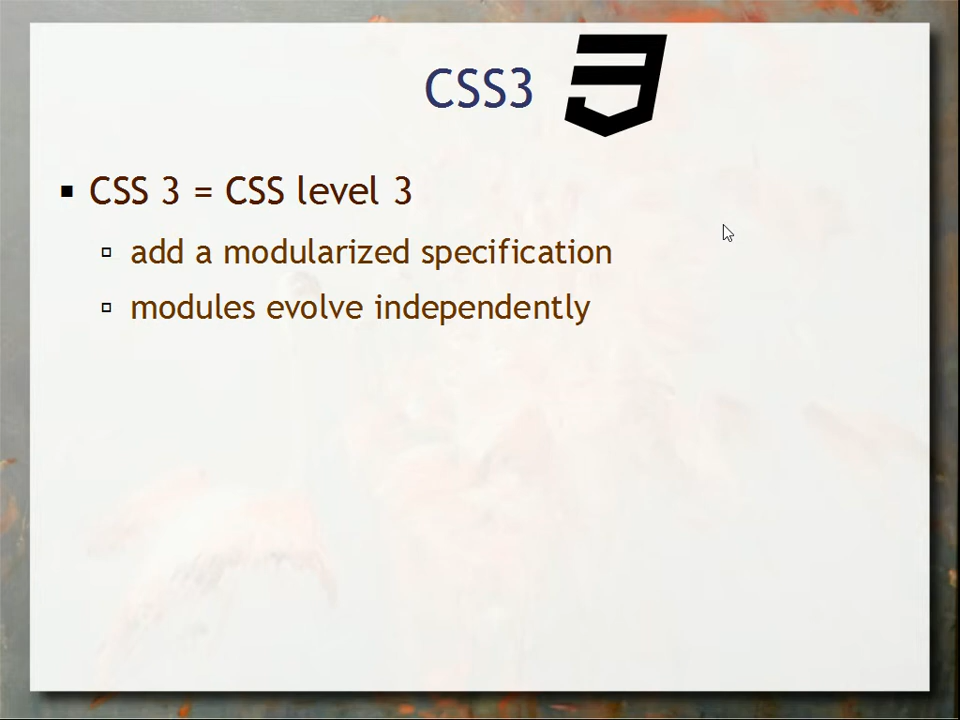 CSS3
CSS 3 = CSS level 3
add a modularized specification
modules evolve independently